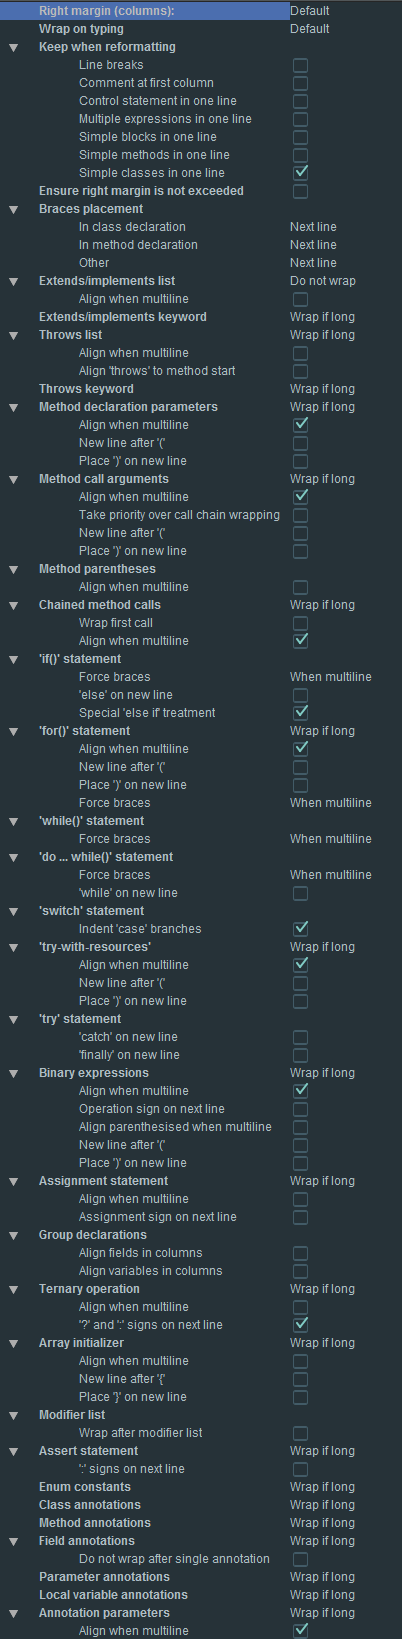 Right margin (columns): Default
Wrap on typing Default
Keep when reformatting
Line breaks
Comment at first column
Control statement in one line
Multiple expressions in one line
Simple blocks in one line
Simple methods in one line
Simple classes in one line
Ensure right margin is not exceeded
Braces placement
In class declaration Next line
In method declaration Next line
Other Next line
Extends/implements list Do not wrap
Align when multiline
Extends/implements keyword Wrap if long
Throws list Wrap if long
Align when multiline
Align 'throws' to method start
Throws keyword Wrap if long
Method declaration parameters Wrap if long
Align when multiline
New line after '('
Place ')' on new line
Method call arguments Wrap if long
Align when multiline
Take priority over call chain wrapping
New line after '('
Place ')' on new line
Method parentheses
Align when multiline
Chained method calls Wrap if long
Wrap first call
Align when multiline
'if()' statement
Force braces When multiline
'else' on new line
Special 'else if' treatment
'for()' statement Wrap if long
Align when multiline
New line after '('
Place ')' on new line
Force braces When multiline
'while()' statement
Force braces When multiline
'do ... while()' statement
Force braces When multiline
'while' on new line
'switch' statement
Indent 'case' branches
'try-with-resources' Wrap if long
Align when multiline
New line after '('
Place ')' on new line
'try' statement
'catch' on new line
'finally' on new line
Binary expressions Wrap if long
Align when multiline
Operation sign on next line
Align parenthesised when multiline
New line after '('
Place ')' on new line
Assignment statement Wrap if long
Align when multiline
Assignment sign on next line
Group declarations
Align fields in columns
Align variables in columns
Ternary operation Wrap if long
Align when multiline
'?' and ':' signs on next line
Array initializer Wrap if long
Align when multiline
New line after '{'
Place '}' on new line
Modifier list
Wrap after modifier list
Assert statement Wrap if long
':' signs on next line
Enum constants Wrap if long
Class annotations Wrap if long
Method annotations Wrap if long
Field annotations Wrap if long
Do not wrap after single annotation
Parameter annotations Wrap if long
Local variable annotations Wrap if long
Annotation parameters Wrap if long
Align when multiline